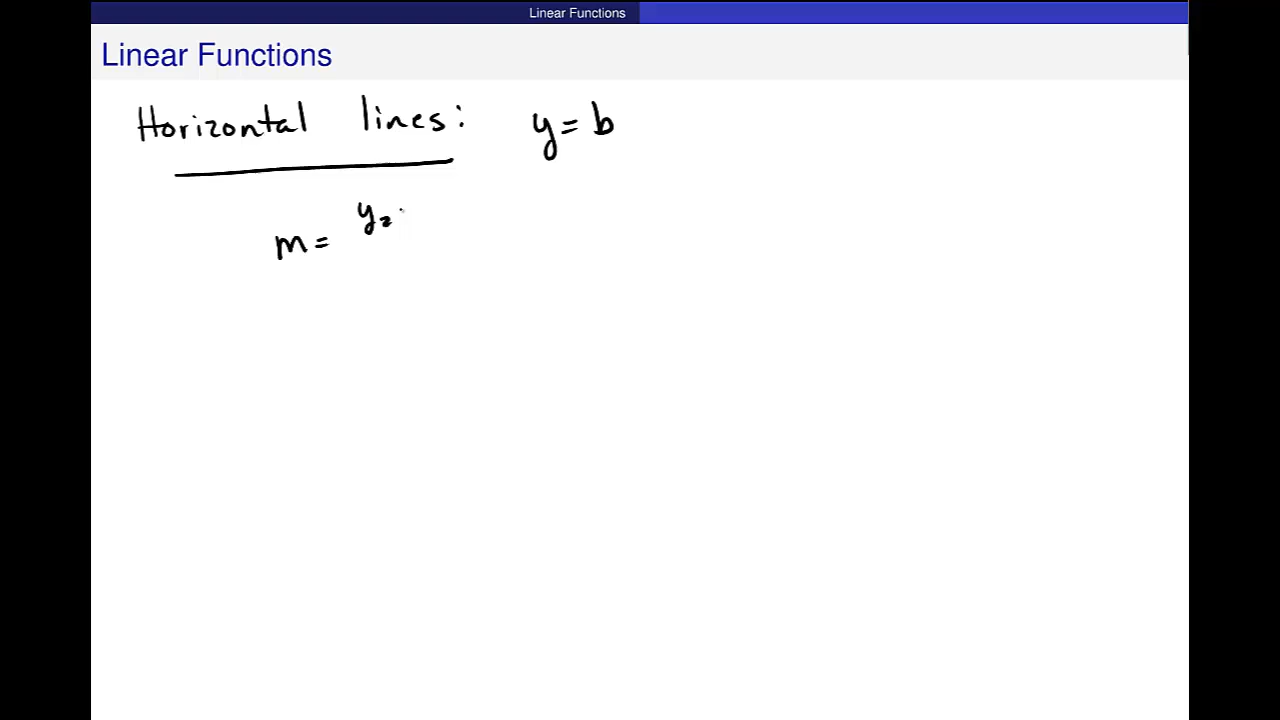 Linear Functions
Linear Functions
Horizontal lines: y = b
m = y₂